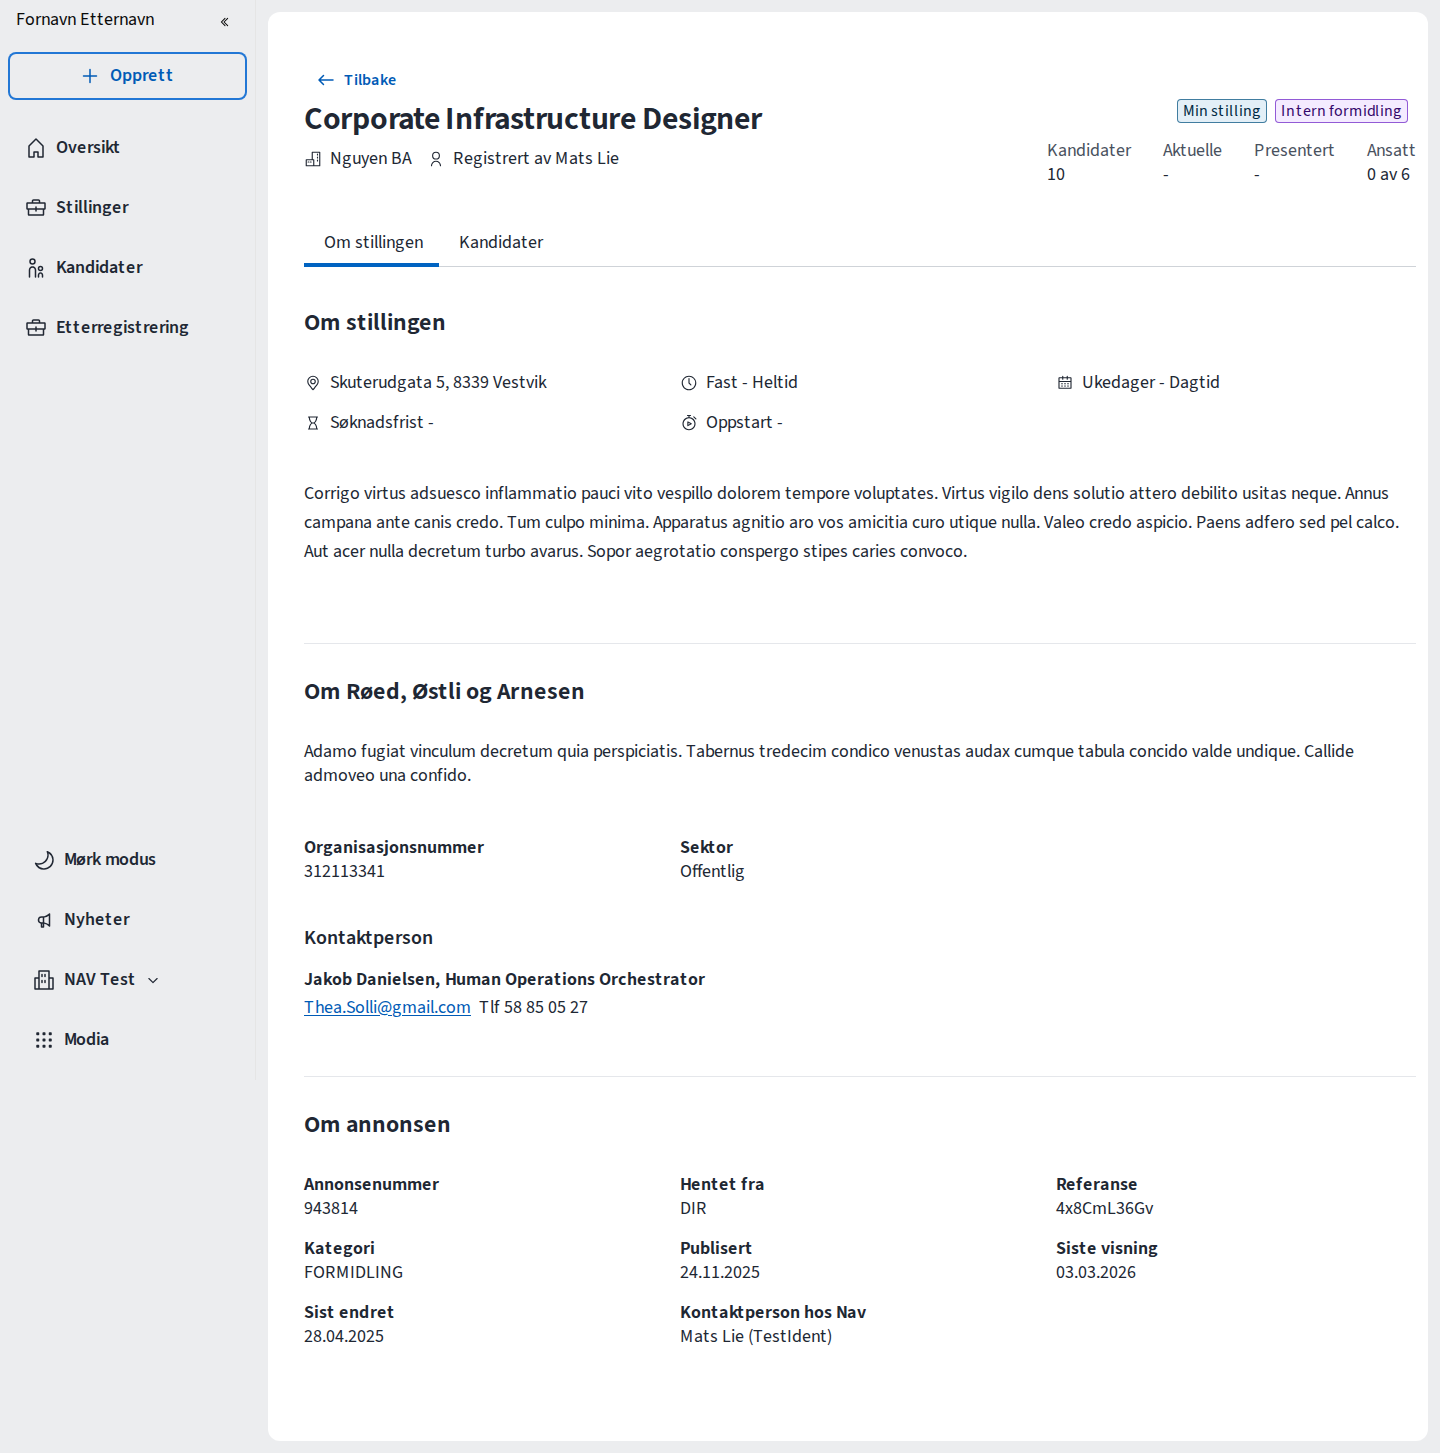 Fornavn Etternavn
Opprett
Oversikt
Stillinger
Kandidater
Etterregistrering
Mørk modus
Nyheter
NAV Test
Modia
Tilbake
Corporate Infrastructure Designer
Nguyen BA Registrert av Mats Lie
Min stilling Intern formidling
Kandidater Aktuelle Presentert Ansatt
10 - - 0 av 6
Om stillingen Kandidater
Om stillingen
Skuterudgata 5, 8339 Vestvik Fast - Heltid Ukedager - Dagtid
Søknadsfrist - Oppstart -
Corrigo virtus adsuesco inflammatio pauci vito vespillo dolorem tempore voluptates. Virtus vigilo dens solutio attero debilito usitas neque. Annus
campana ante canis credo. Tum culpo minima. Apparatus agnitio aro vos amicitia curo utique nulla. Valeo credo aspicio. Paens adfero sed pel calco.
Aut acer nulla decretum turbo avarus. Sopor aegrotatio conspergo stipes caries convoco.
Om Røed, Østli og Arnesen
Adamo fugiat vinculum decretum quia perspiciatis. Tabernus tredecim condico venustas audax cumque tabula concido valde undique. Callide
admoveo una confido.
Organisasjonsnummer Sektor
312113341 Offentlig
Kontaktperson
Jakob Danielsen, Human Operations Orchestrator
Thea.Solli@gmail.com Tlf 58 85 05 27
Om annonsen
Annonsenummer Hentet fra Referanse
943814 DIR 4x8CmL36Gv
Kategori Publisert Siste visning
FORMIDLING 24.11.2025 03.03.2026
Sist endret Kontaktperson hos Nav
28.04.2025 Mats Lie (TestIdent)